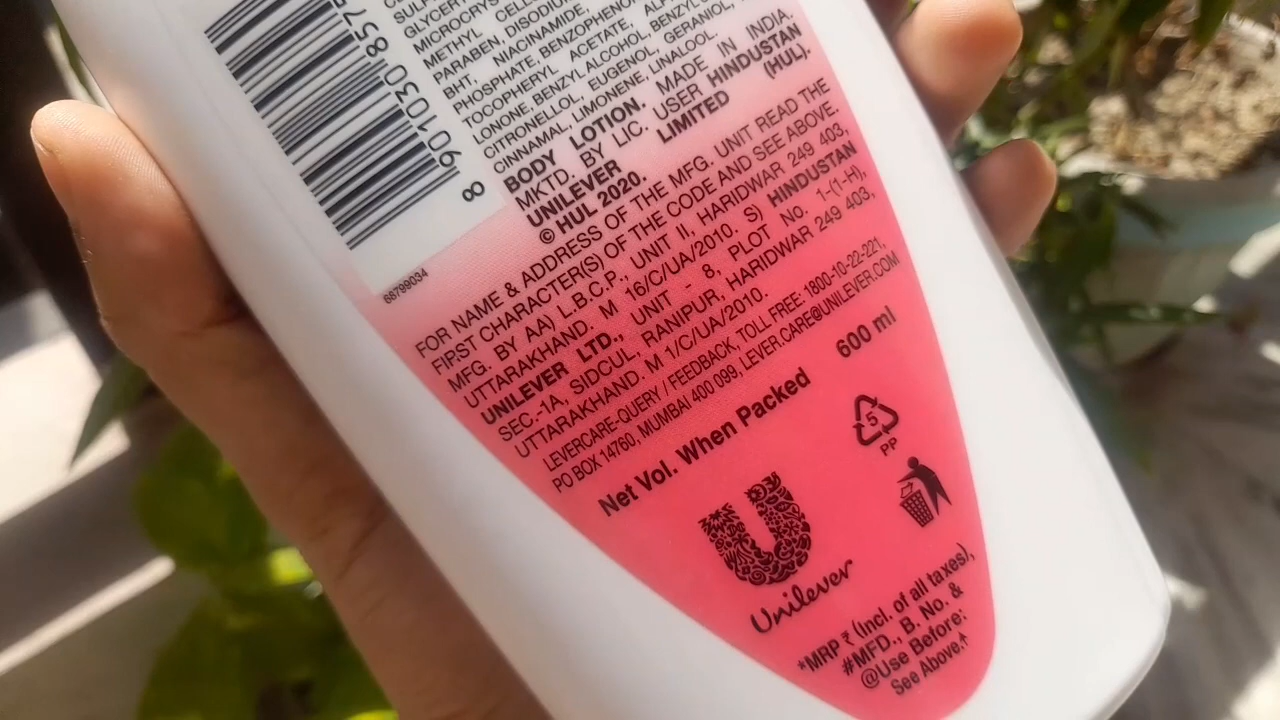 GLYCER
MICROCRYS
METHYL CELL
PARABEN, DISODIU
BHT, NIACINAMIDE,
PHOSPHATE, BENZOPHENO
TOCOPHERYL ACETATE, AL
LONE, BENZYL ALCOHOL, BENZYL
CITRONELLOL, EUGENOL, GERANIOL,
CINNAMAL, LIMONENE, LINALOOL
BODY LOTION. MADE IN INDIA.
MKTD. BY LIC. USER HINDUSTAN
UNILEVER LIMITED (HUL).
© HUL 2020.
FOR NAME & ADDRESS OF THE MFG. UNIT READ THE
FIRST CHARACTER(S) OF THE CODE AND SEE ABOVE.
MFG. BY AA) L.B.C.P., UNIT II, HARIDWAR 249 403,
UTTARAKHAND. M 16/C/UA/2010. S) HINDUSTAN
UNILEVER LTD., UNIT - 8, PLOT NO. 1-(1-H),
SEC.-1A, SIDCUL, RANIPUR, HARIDWAR 249 403,
UTTARAKHAND. M 1/C/UA/2010.
LEVERCARE-QUERY / FEEDBACK, TOLL FREE: 1800-10-22-221,
PO BOX 14760, MUMBAI 400 099, LEVER.CARE@UNILEVER.COM
Net Vol. When Packed 600 ml
5
PP
Unilever
*MRP ₹ (Incl. of all taxes),
#MFD., B. No. &
@Use Before:
See Above.↑
8 901030 8575
68799034